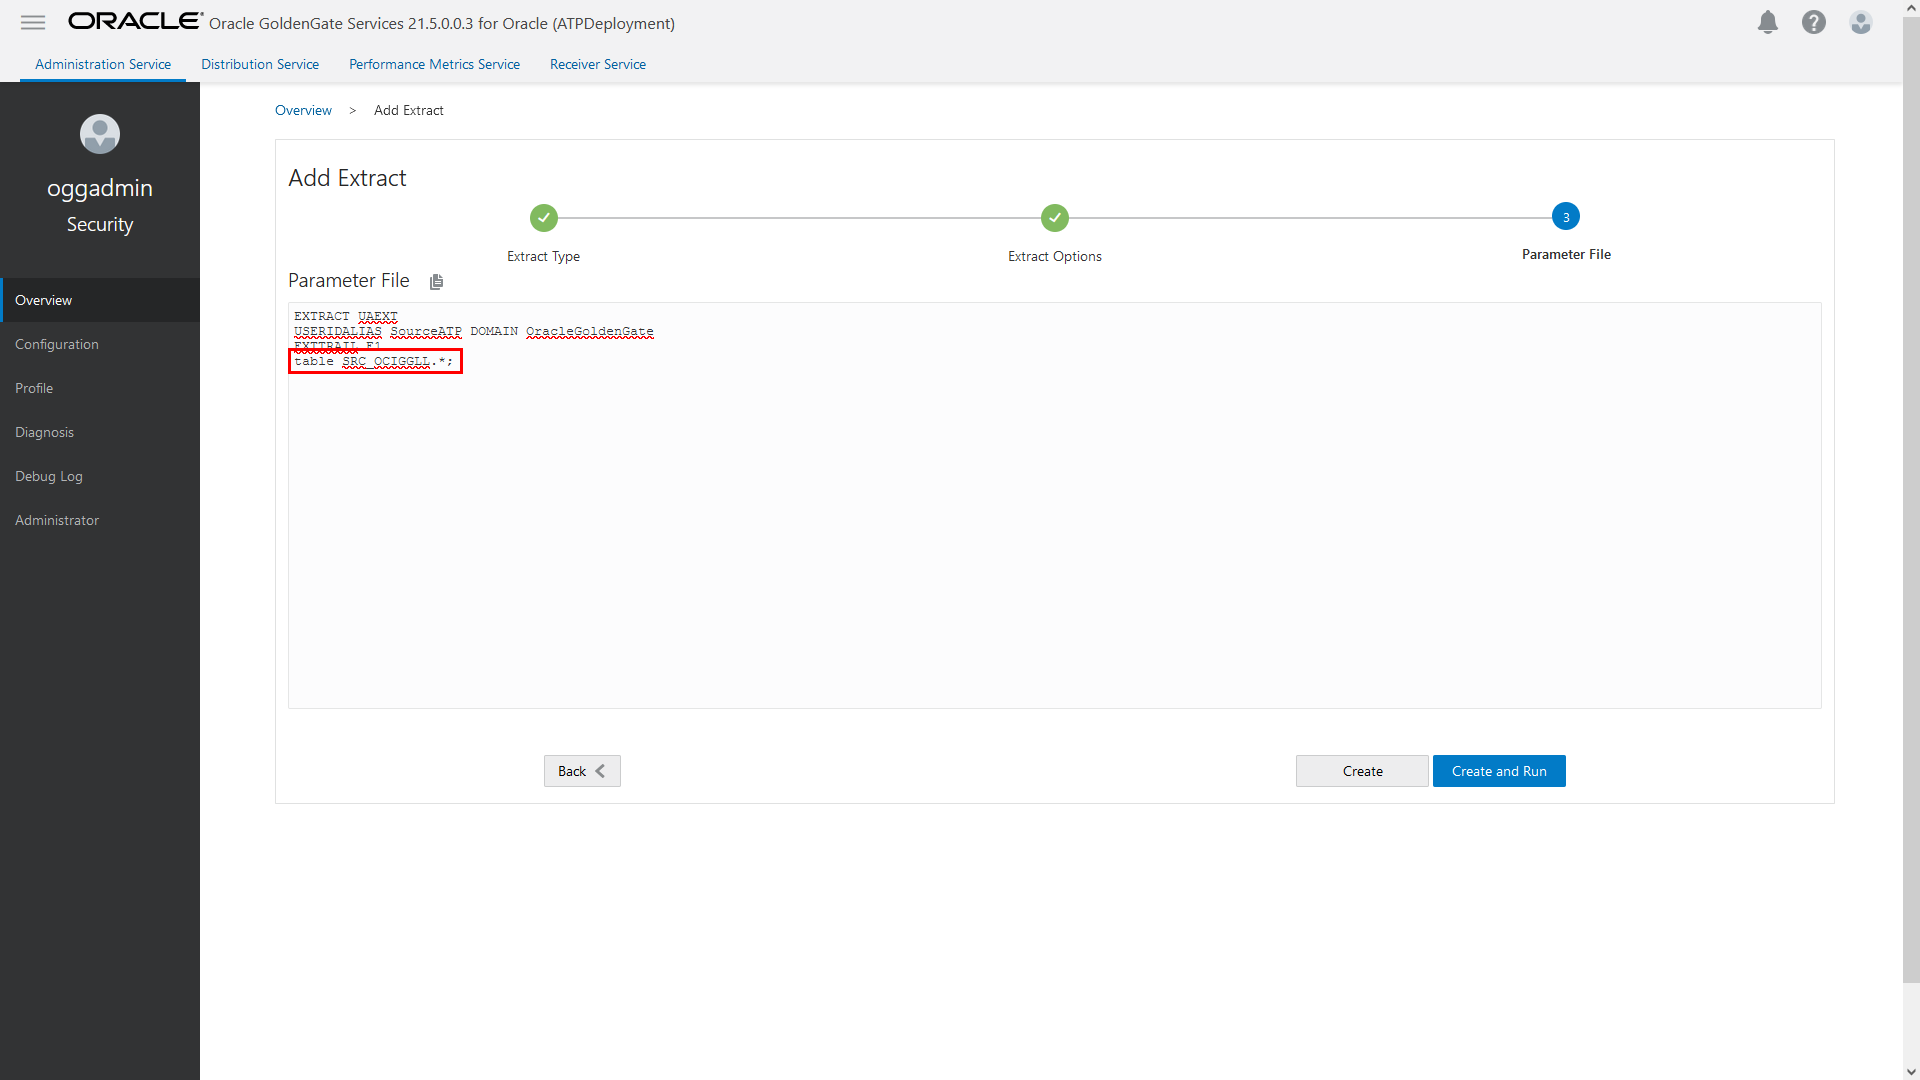 ORACLE® Oracle GoldenGate Services 21.5.0.0.3 for Oracle (ATPDeployment)
Administration Service Distribution Service Performance Metrics Service Receiver Service
oggadmin
Security
Overview
Configuration
Profile
Diagnosis
Debug Log
Administrator
Overview > Add Extract
Add Extract
3
Extract Type Extract Options Parameter File
Parameter File
EXTRACT UAEXT
USERIDALIAS SourceATP DOMAIN OracleGoldenGate
EXTTRAIL E1
table SRC_OCIGGLL.*;
Back
Create
Create and Run